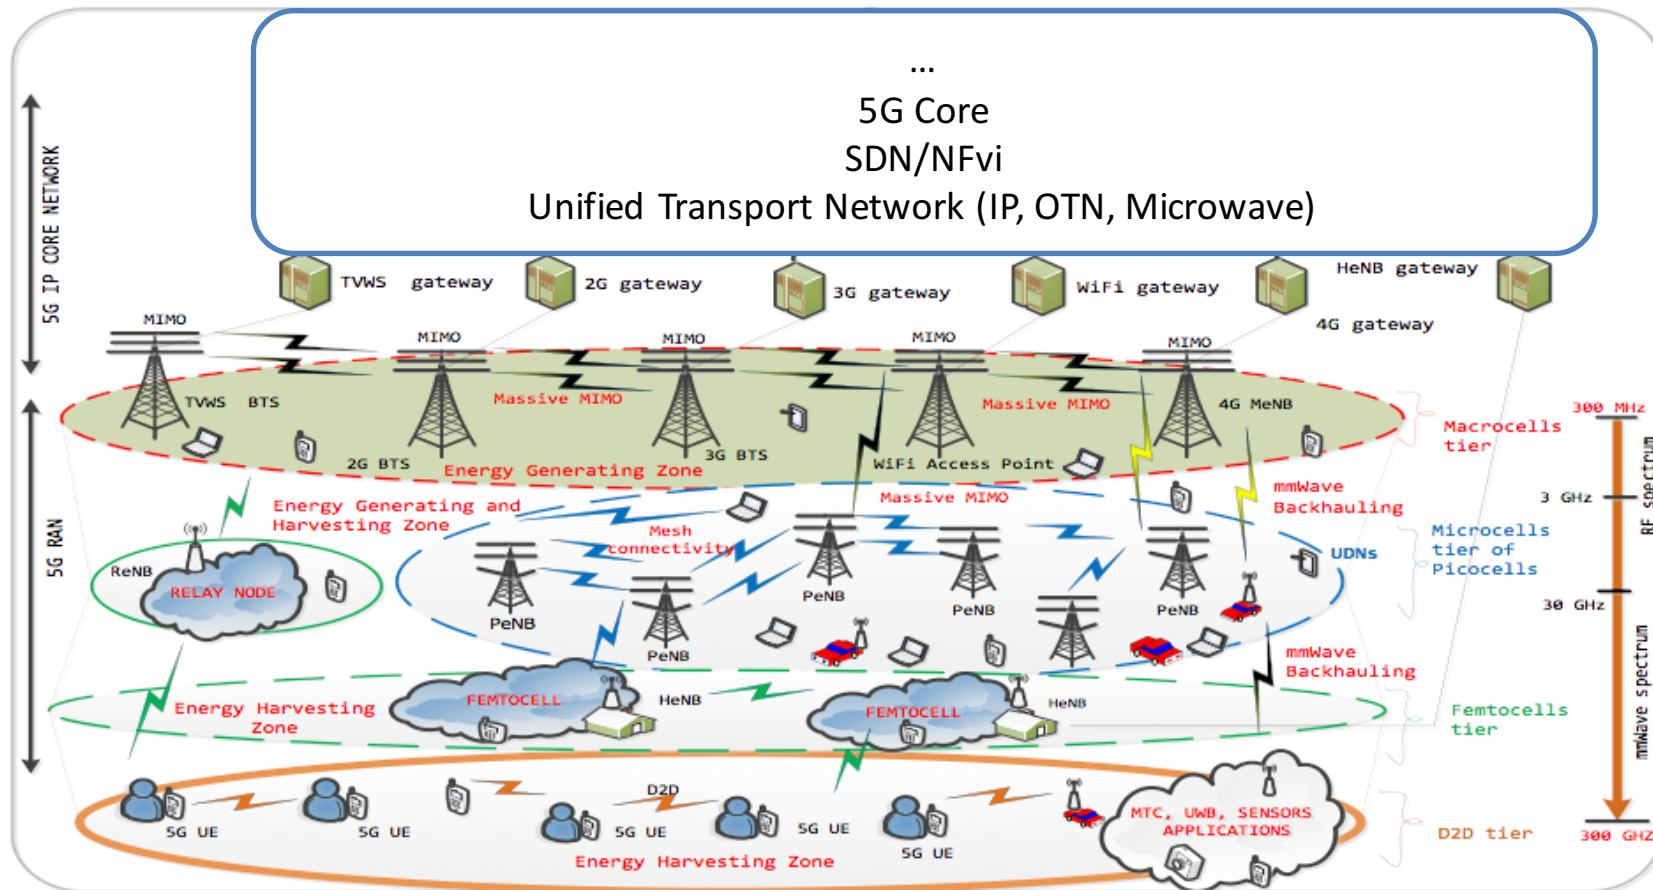 ...
5G Core
SDN/NFvi
Unified Transport Network (IP, OTN, Microwave)
5G IP CORE NETWORK
TVWS gateway
2G gateway
3G gateway
WiFi gateway
HeNB gateway
4G gateway
MIMO
MIMO
MIMO
MIMO
MIMO
TVWS BTS
Massive MIMO
Massive MIMO
4G MeNB
2G BTS
3G BTS
WiFi Access Point
Energy Generating Zone
Macrocells
tier
300 MHz
3 GHz
RF spectrum
30 GHz
mmWave spectrum
300 GHZ
5G RAN
Energy Generating and
Harvesting Zone
Massive MIMO
mmWave
Backhauling
Mesh
connectivity
UDNs
Microcells
tier of
Picocells
ReNB
RELAY NODE
PeNB
PeNB
PeNB
PeNB
PeNB
mmWave
Backhauling
Energy Harvesting
Zone
FEMTOCELL
HeNB
FEMTOCELL
HeNB
Femtocells
tier
D2D
5G UE
5G UE
5G UE
5G UE
5G UE
MTC, UWB, SENSORS
APPLICATIONS
D2D tier
Energy Harvesting Zone